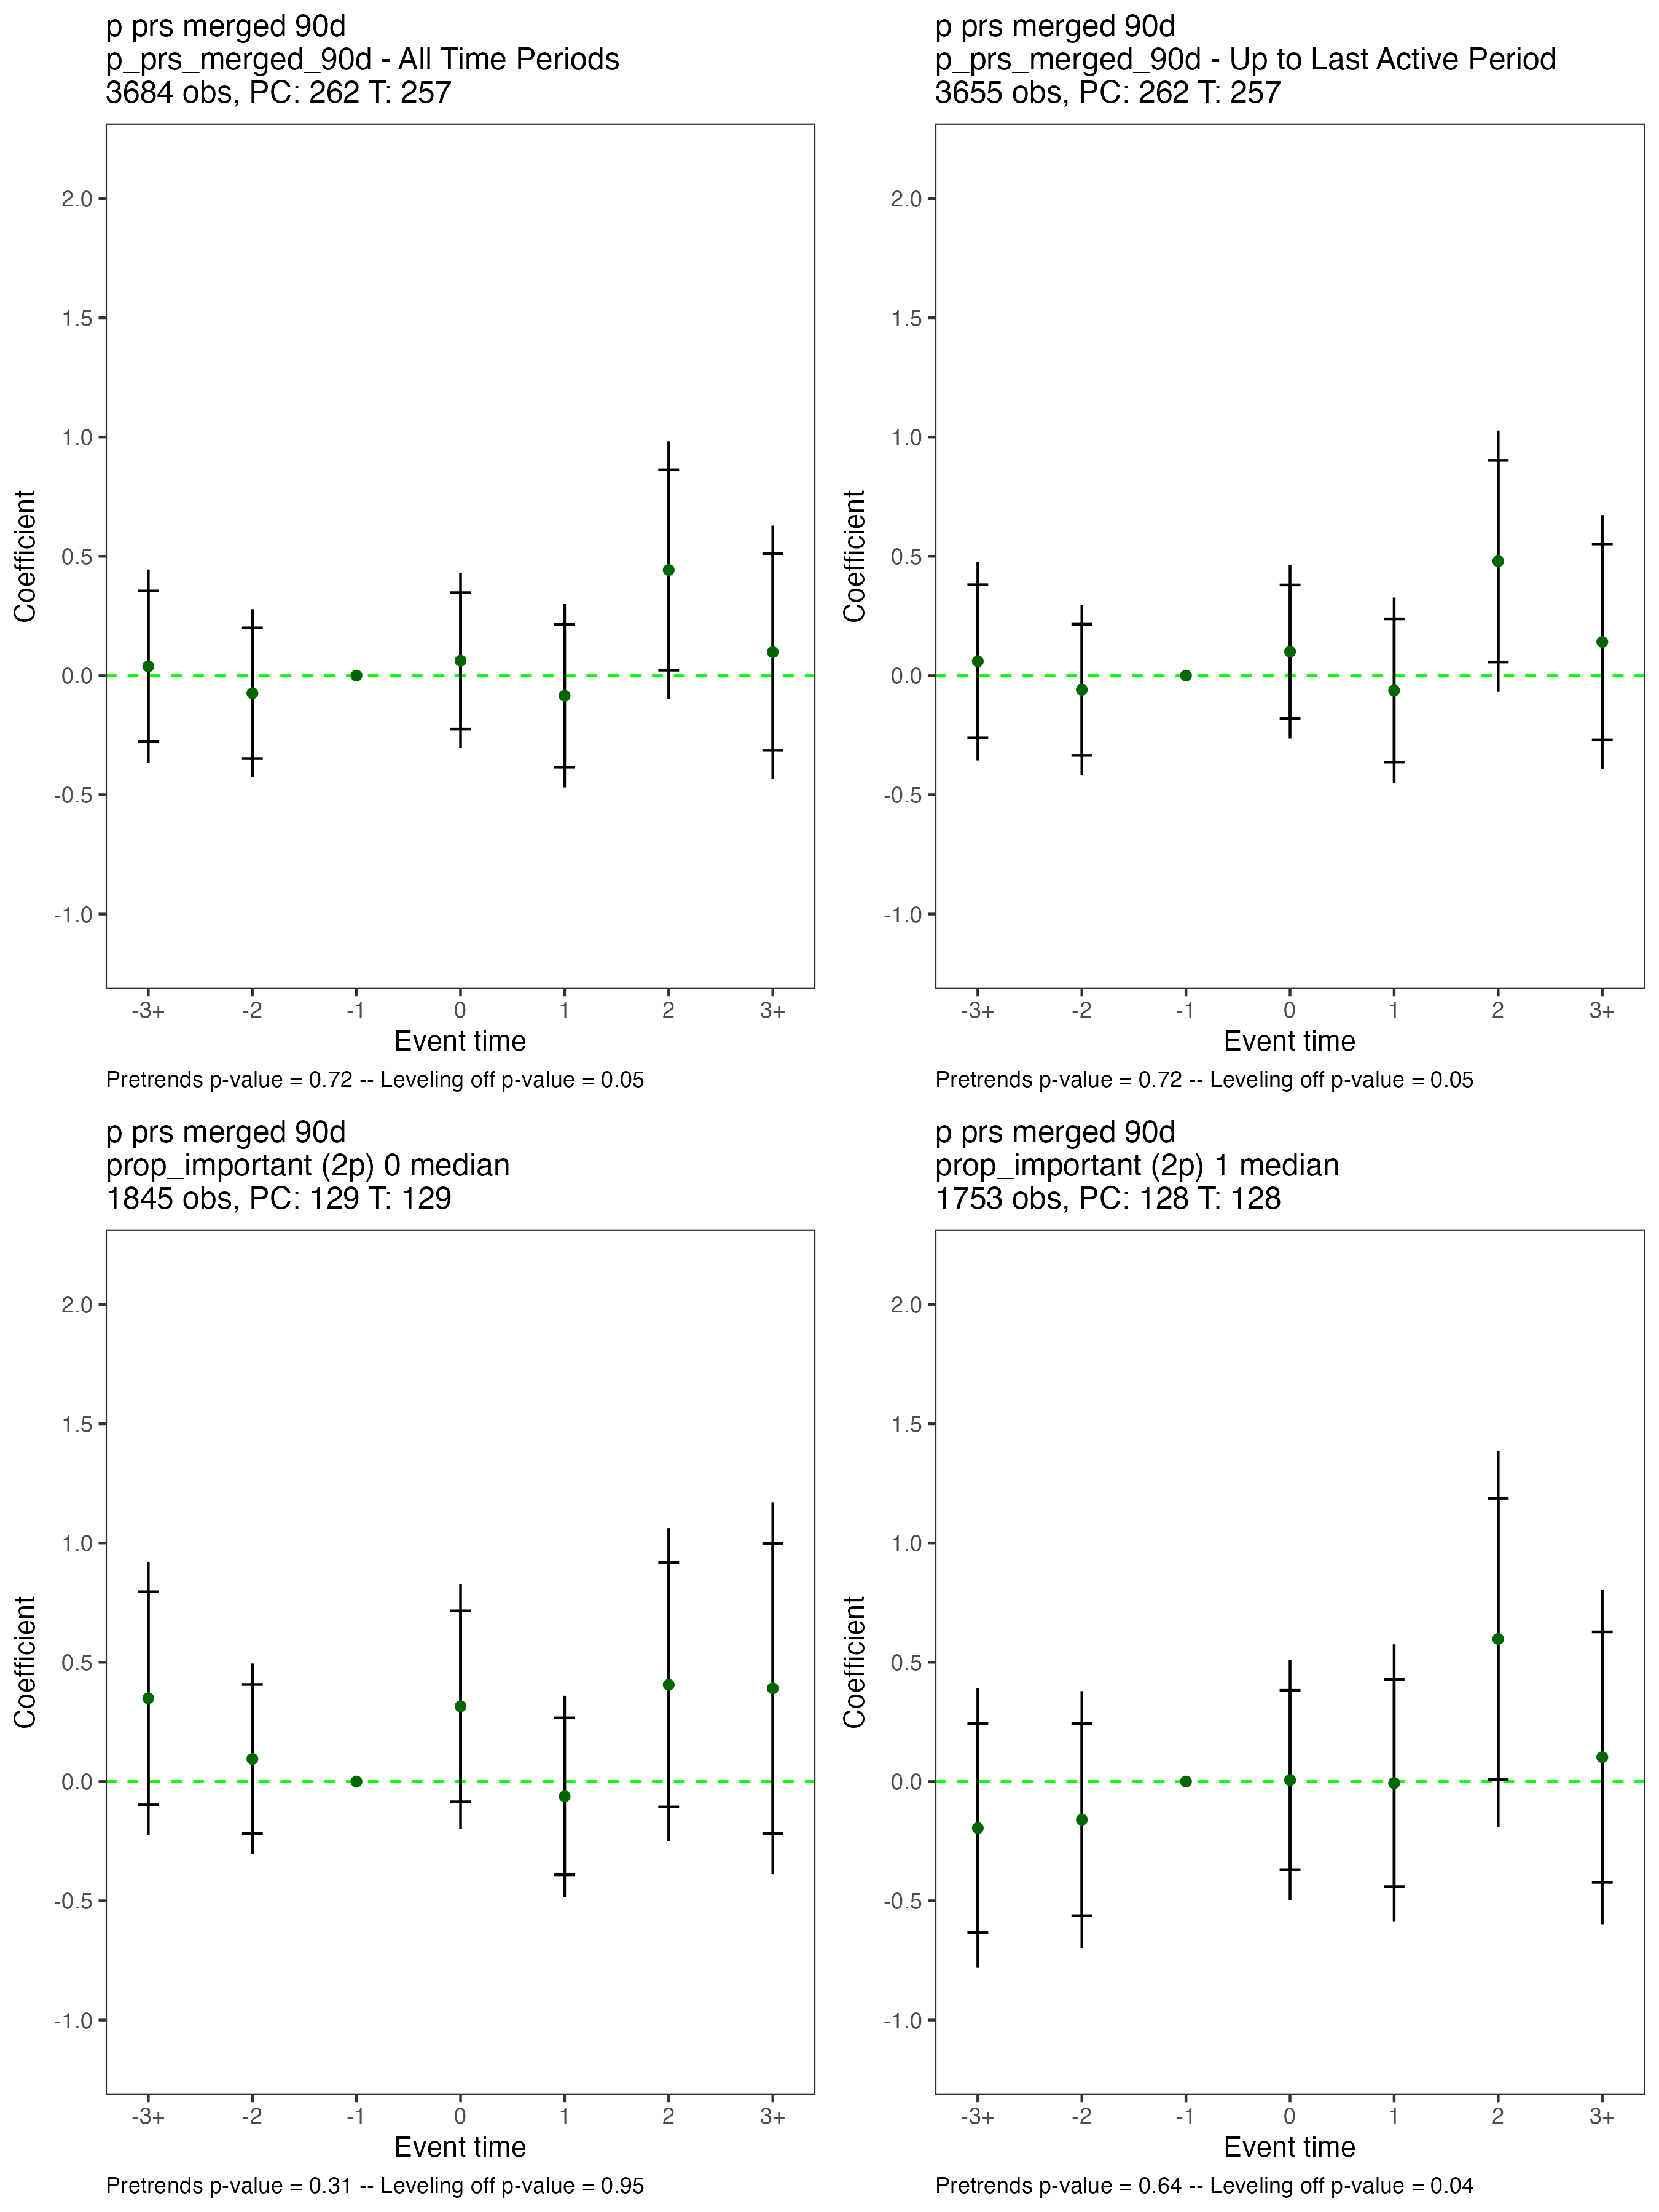 p prs merged 90d
p_prs_merged_90d - All Time Periods
3684 obs, PC: 262 T: 257
2.0
1.5
1.0
0.5
0.0
-0.5
-1.0
Coefficient
-3+ -2 -1 0 1 2 3+
Event time
Pretrends p-value = 0.72 -- Leveling off p-value = 0.05
p prs merged 90d
p_prs_merged_90d - Up to Last Active Period
3655 obs, PC: 262 T: 257
2.0
1.5
1.0
0.5
0.0
-0.5
-1.0
Coefficient
-3+ -2 -1 0 1 2 3+
Event time
Pretrends p-value = 0.72 -- Leveling off p-value = 0.05
p prs merged 90d
prop_important (2p) 0 median
1845 obs, PC: 129 T: 129
2.0
1.5
1.0
0.5
0.0
-0.5
-1.0
Coefficient
-3+ -2 -1 0 1 2 3+
Event time
Pretrends p-value = 0.31 -- Leveling off p-value = 0.95
p prs merged 90d
prop_important (2p) 1 median
1753 obs, PC: 128 T: 128
2.0
1.5
1.0
0.5
0.0
-0.5
-1.0
Coefficient
-3+ -2 -1 0 1 2 3+
Event time
Pretrends p-value = 0.64 -- Leveling off p-value = 0.04